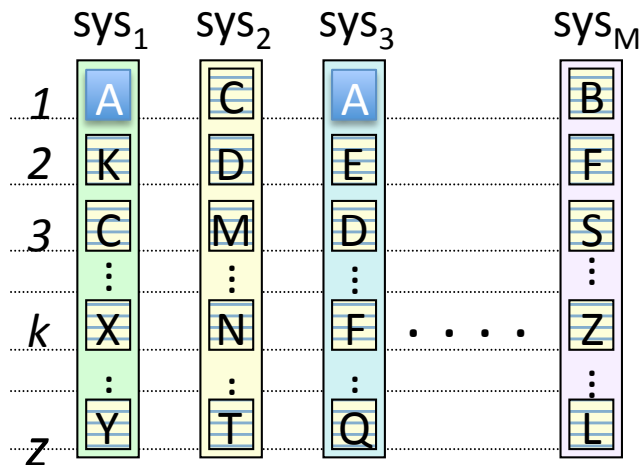 sys1 sys2 sys3 sysM
1 A C A B
2 K D E F
3 C M D S
k X N F Z
z Y T Q L